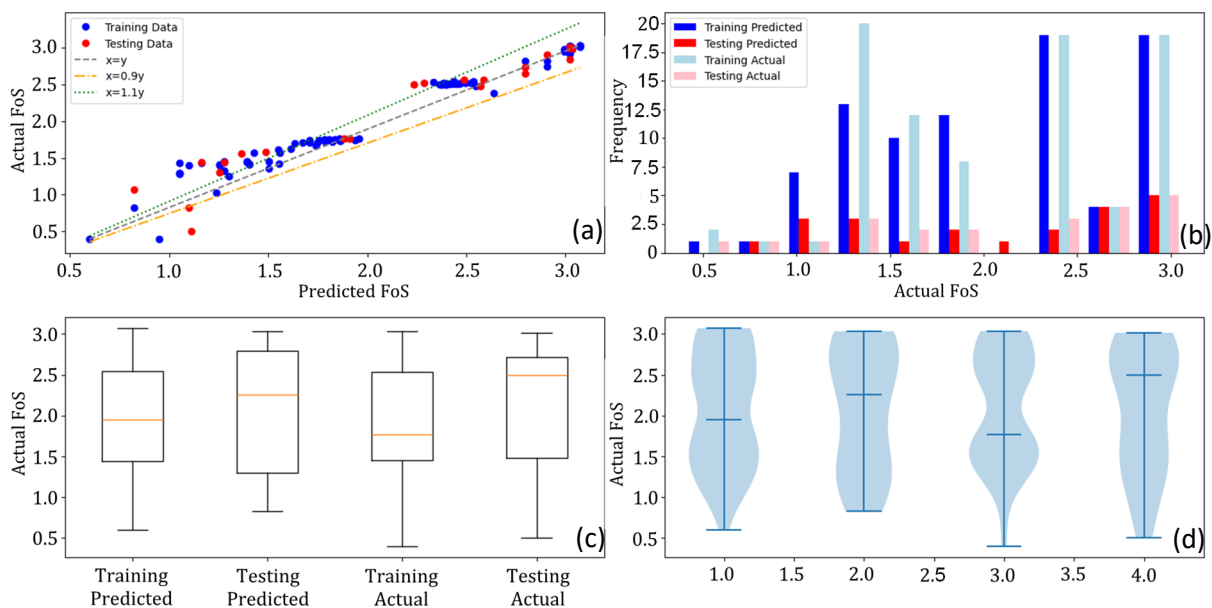 Training Data
Testing Data
x=y
x=0.9y
x=1.1y
Actual FoS
3.0
2.5
2.0
1.5
1.0
0.5
(a)
0.5 1.0 1.5 2.0 2.5 3.0
Predicted FoS
Training Predicted
Testing Predicted
Training Actual
Testing Actual
Frequency
20
17.5
15
12.5
10
7.5
5
2.5
0
(b)
0.5 1.0 1.5 2.0 2.5 3.0
Actual FoS
Actual FoS
3.0
2.5
2.0
1.5
1.0
0.5
(c)
Training Testing Training Testing
Predicted Predicted Actual Actual
Actual FoS
3.0
2.5
2.0
1.5
1.0
0.5
(d)
1.0 1.5 2.0 2.5 3.0 3.5 4.0